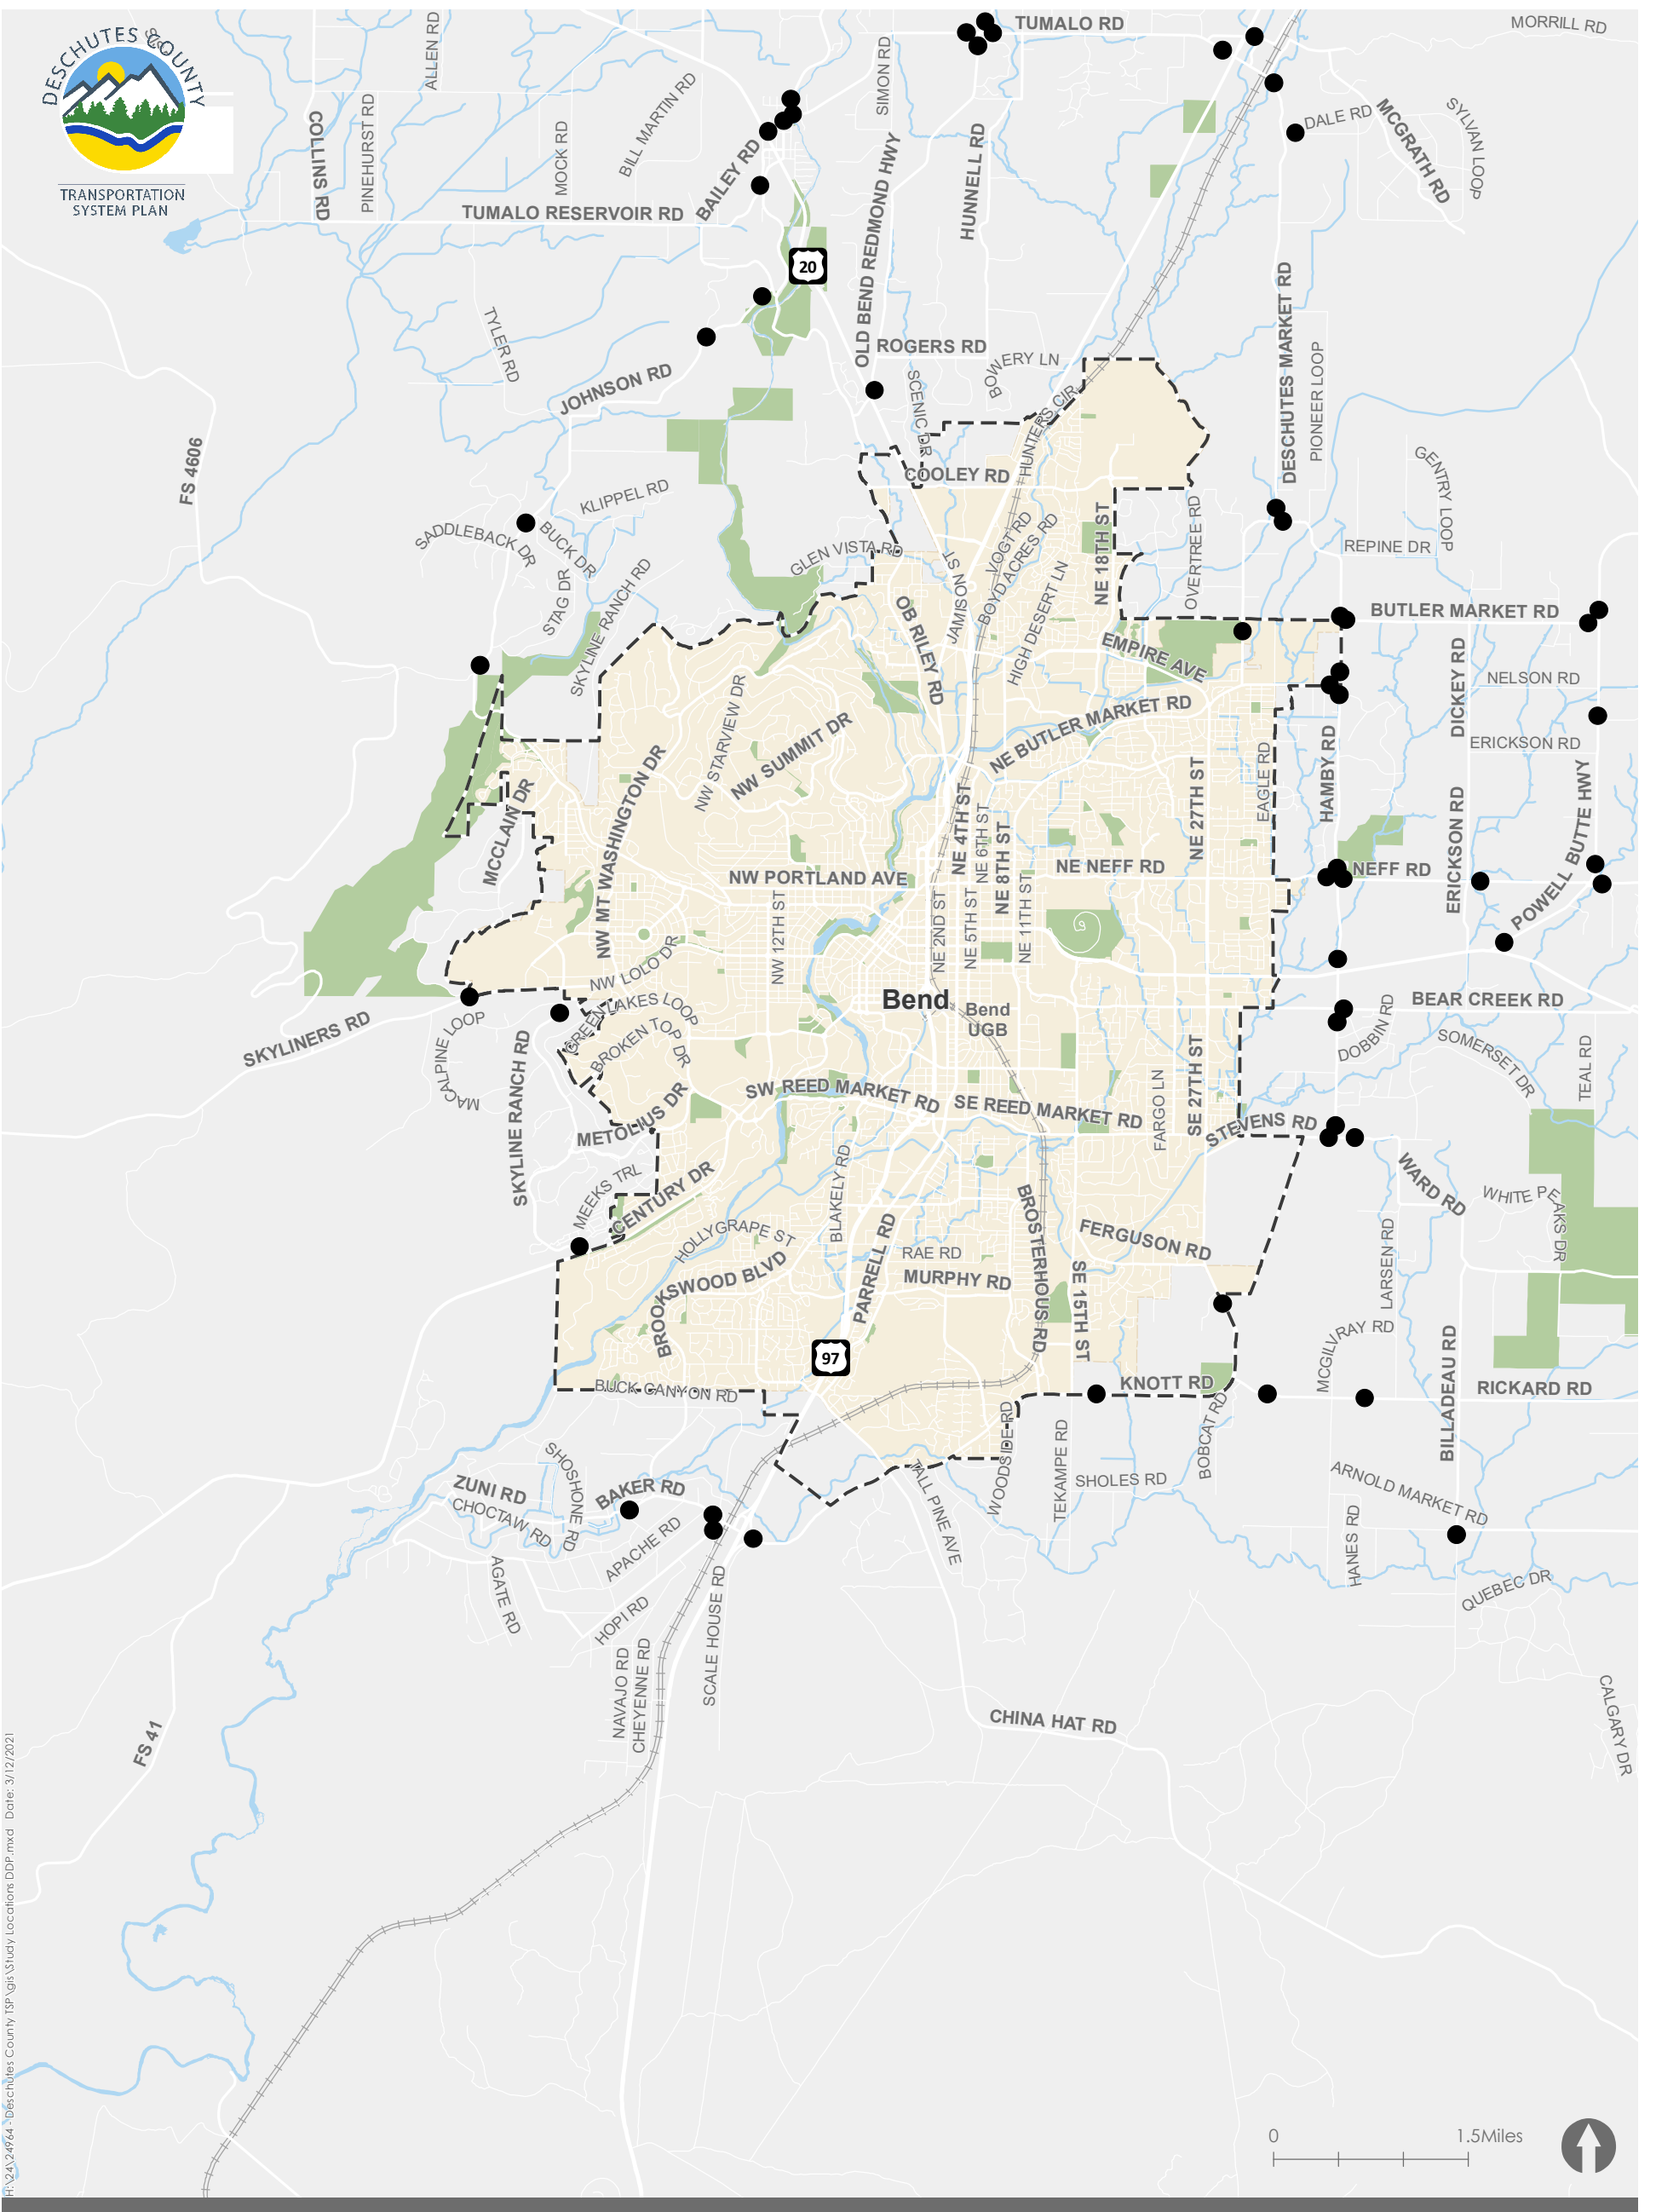 DESCHUTES COUNTY
TRANSPORTATION
SYSTEM PLAN
TUMALO RD
MORRILL RD
ALLEN RD
SIMON RD
COLLINS RD
PINEHURST RD
MOCK RD
BILL MARTIN RD
BAILEY RD
DALE RD
MCGRATH RD
SYLVAN LOOP
HUNNELL RD
OLD BEND REDMOND HWY
TUMALO RESERVOIR RD
20
TYLER RD
JOHNSON RD
ROGERS RD
BOWERY LN
SCENIC DR
HUNTERS CIR
DESCHUTES MARKET RD
PIONEER LOOP
FS 4606
COOLEY RD
GENTRY LOOP
KLIPPEL RD
SADDLEBACK DR
BUCK DR
STAG DR
SKYLINE RANCH RD
GLEN VISTA RD
JAMISON ST
VOGT RD
BOYD ACRES RD
HIGH DESERT LN
NE 18TH ST
OVERTREE RD
REPINE DR
BUTLER MARKET RD
OB RILEY RD
EMPIRE AVE
DICKEY RD
NELSON RD
NE BUTLER MARKET RD
ERICKSON RD
NW STARVIEW DR
NW SUMMIT DR
NW MT WASHINGTON DR
MCCLAIN DR
NE 4TH ST
NE 6TH ST
NE 8TH ST
NE 27TH ST
EAGLE RD
HAMBY RD
ERICKSON RD
POWELL BUTTE HWY
NW PORTLAND AVE
NE NEFF RD
NEFF RD
NW 12TH ST
NE 2ND ST
NE 5TH ST
NE 11TH ST
NW LOLO DR
Bend
Bend
UGB
BEAR CREEK RD
GREEN LAKES LOOP
BROKEN TOP DR
SKYLINERS RD
MACALPINE LOOP
SKYLINE RANCH RD
DOBBIN RD
SOMERSET DR
TEAL RD
SW REED MARKET RD
SE REED MARKET RD
FARGO LN
SE 27TH ST
STEVENS RD
METOLIUS DR
MEEKS TRL
CENTURY DR
WARD RD
WHITE PEAKS DR
HOLLYGRAPE ST
BLAKELY RD
PARRELL RD
RAE RD
BROSTERHOUS RD
FERGUSON RD
LARSEN RD
BROOKSWOOD BLVD
MURPHY RD
SE 15TH ST
MCGILVRAY RD
BILLADEAU RD
97
BUCK CANYON RD
KNOTT RD
RICKARD RD
BOBCAT RD
SHOSHONE RD
ZUNI RD
CHOCTAW RD
BAKER RD
APACHE RD
TALL PINE AVE
WOODSIDE RD
TEKAMPE RD
SHOLES RD
ARNOLD MARKET RD
HANES RD
AGATE RD
HOPI RD
QUEBEC DR
NAVAJO RD
CHEYENNE RD
SCALE HOUSE RD
CHINA HAT RD
CALGARY DR
FS 41
0
1.5Miles
H:\24\24964 - Deschutes County TSP\gis\Study Locations DDP.mxd Date: 3/12/2021